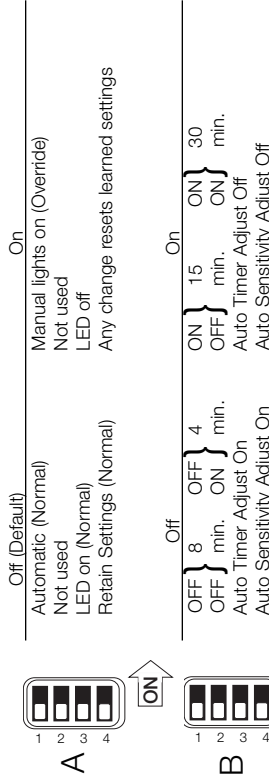 Off (Default) On
A
1 Automatic (Normal) Manual lights on (Override)
2 Not used Not used
3 LED on (Normal) LED off
4 Retain Settings (Normal) Any change resets learned settings
ON
Off On
B
1 OFF } 8 OFF } 4 ON } 15 ON } 30
2 OFF } min. ON } min. OFF } min. ON } min.
3 Auto Timer Adjust On Auto Timer Adjust Off
4 Auto Sensitivity Adjust On Auto Sensitivity Adjust Off